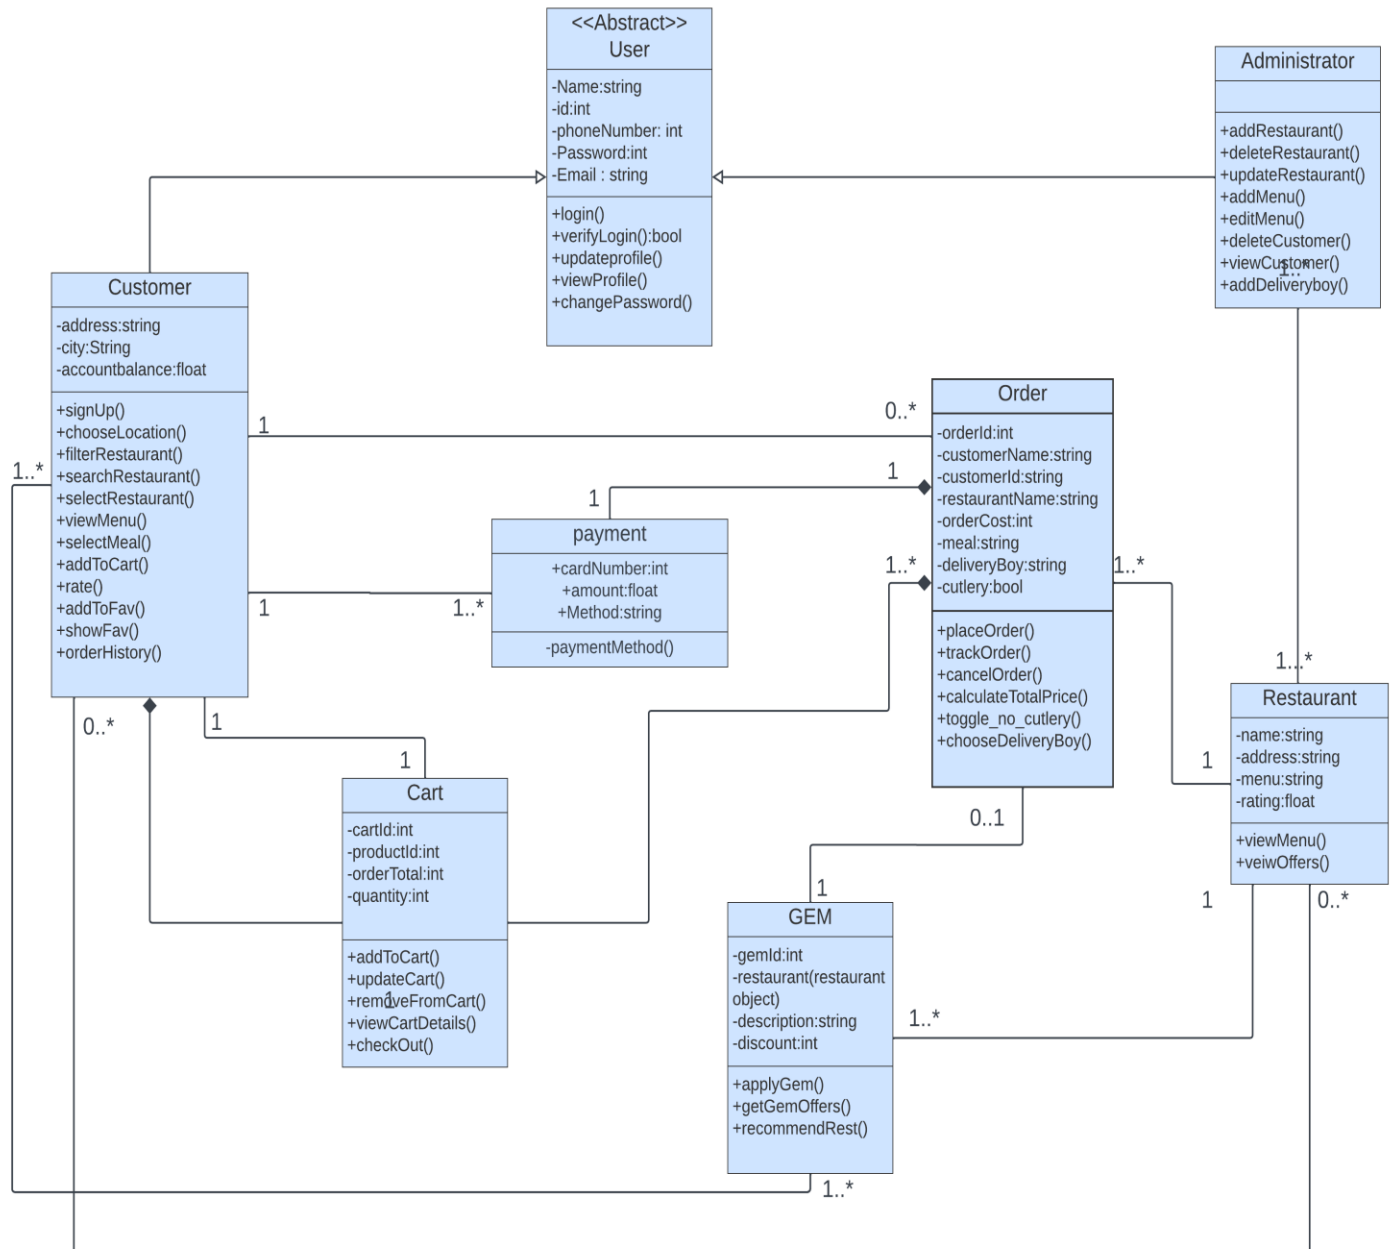 <<Abstract>>
User
-Name:string
-id:int
-phoneNumber: int
-Password:int
-Email : string
+login()
+verifyLogin():bool
+updateprofile()
+viewProfile()
+changePassword()
Administrator
+addRestaurant()
+deleteRestaurant()
+updateRestaurant()
+addMenu()
+editMenu()
+deleteCustomer()
+viewCustomer()
+addDeliveryboy()
1..*
Customer
-address:string
-city:String
-accountbalance:float
+signUp()
+chooseLocation()
+filterRestaurant()
+searchRestaurant()
+selectRestaurant()
+viewMenu()
+selectMeal()
+addToCart()
+rate()
+addToFav()
+showFav()
+orderHistory()
1..*
1
0..*
1
1
1
1..*
payment
+cardNumber:int
+amount:float
+Method:string
-paymentMethod()
Order
-orderId:int
-customerName:string
-customerId:string
-restaurantName:string
-orderCost:int
-meal:string
-deliveryBoy:string
-cutlery:bool
+placeOrder()
+trackOrder()
+cancelOrder()
+calculateTotalPrice()
+toggle_no_cutlery()
+chooseDeliveryBoy()
1..*
1..*
1...*
Restaurant
-name:string
-address:string
-menu:string
-rating:float
+viewMenu()
+veiwOffers()
1
0..*
1
1
Cart
-cartId:int
-productId:int
-orderTotal:int
-quantity:int
+addToCart()
+updateCart()
+removeFromCart()
+viewCartDetails()
+checkOut()
1
0..1
1
GEM
-gemId:int
-restaurant(restaurant
object)
-description:string
-discount:int
+applyGem()
+getGemOffers()
+recommendRest()
1
0..*
1..*
1..*